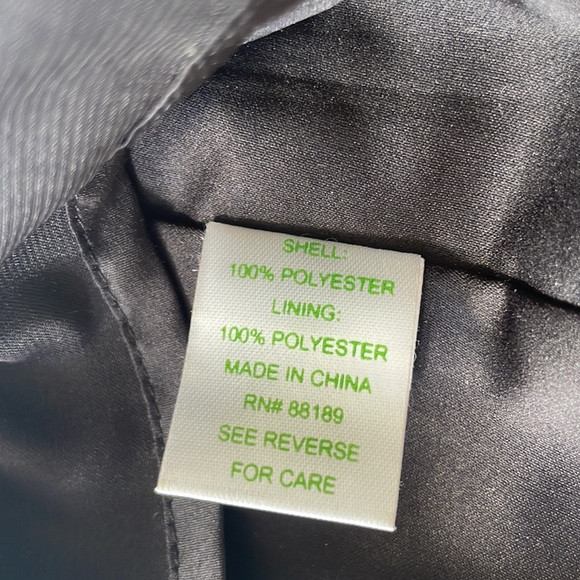 SHELL:
100% POLYESTER
LINING:
100% POLYESTER
MADE IN CHINA
RN# 88189
SEE REVERSE
FOR CARE